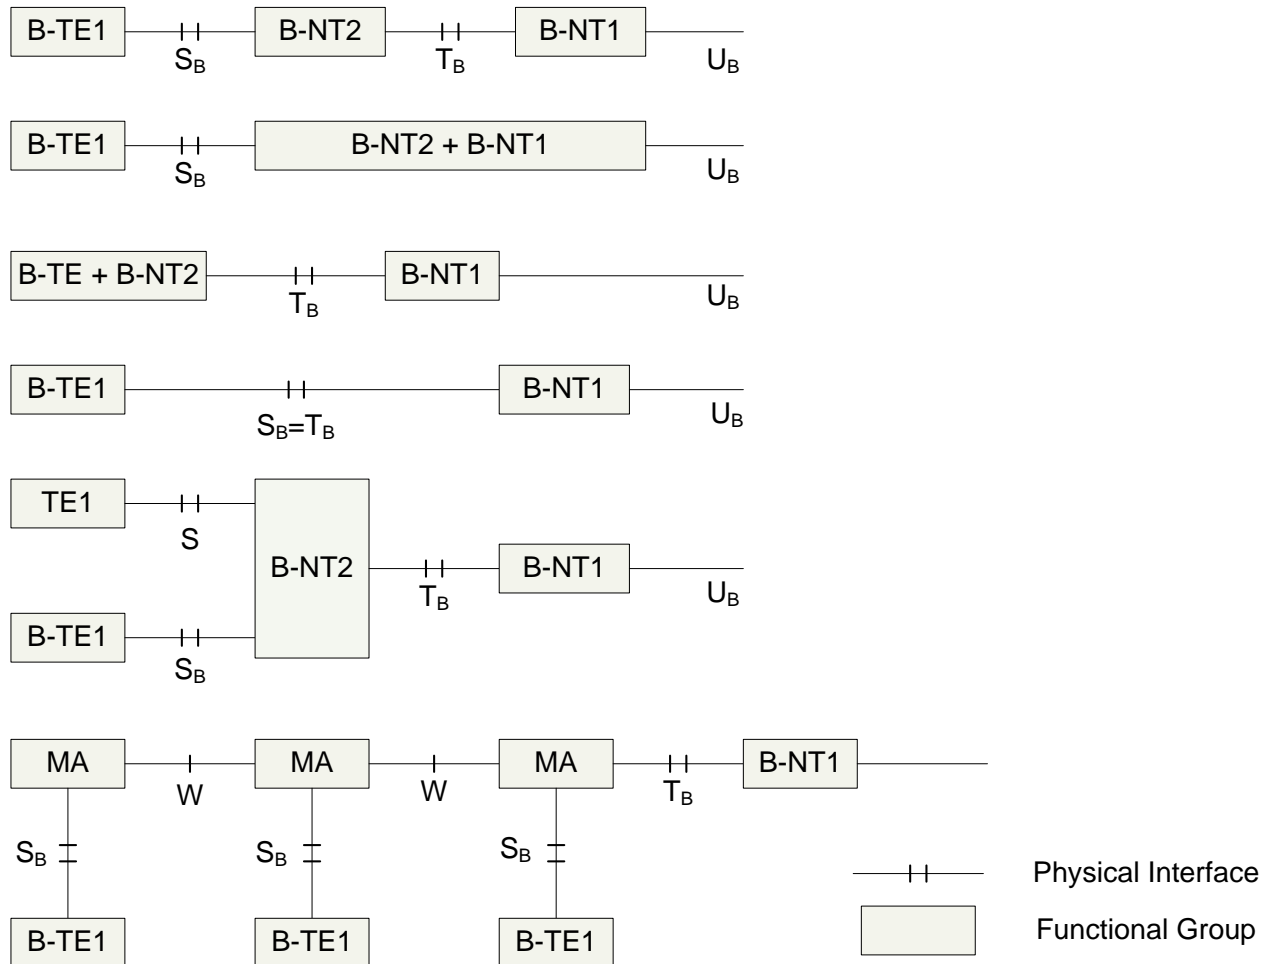 B-TE1 B-NT2 B-NT1
SB TB UB
B-TE1 B-NT2 + B-NT1
SB UB
B-TE + B-NT2 B-NT1
TB UB
B-TE1 B-NT1
SB=TB UB
TE1
S
B-NT2 B-NT1
TB UB
B-TE1
SB
MA MA MA B-NT1
W W TB
SB SB SB
Physical Interface
B-TE1 B-TE1 B-TE1 Functional Group